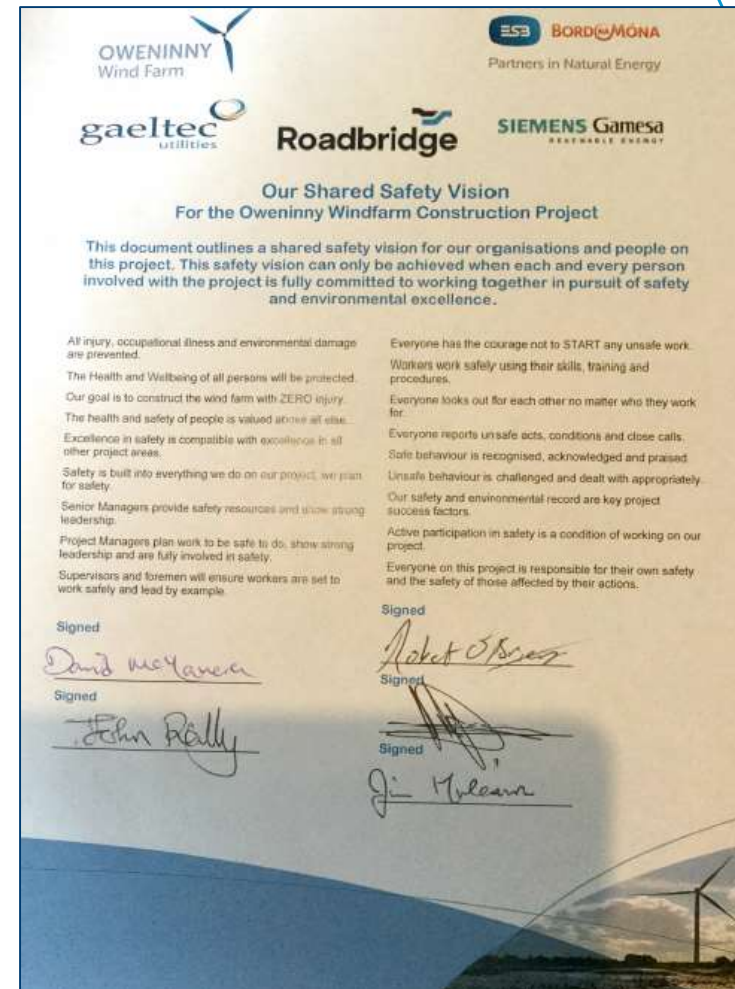 OWENINNY
Wind Farm
ESB BORD NA MÓNA
Partners in Natural Energy
gaeltec
utilities
Roadbridge
SIEMENS Gamesa
RENEWABLE ENERGY
Our Shared Safety Vision
For the Oweninny Windfarm Construction Project
This document outlines a shared safety vision for our organisations and people on
this project. This safety vision can only be achieved when each and every person
involved with the project is fully committed to working together in pursuit of safety
and environmental excellence.
All injury, occupational illness and environmental damage
are prevented.
The Health and Wellbeing of all persons will be protected.
Our goal is to construct the wind farm with ZERO injury.
The health and safety of people is valued above all else.
Excellence in safety is compatible with excellence in all
other project areas.
Safety is built into everything we do on our project, we plan
for safety.
Senior Managers provide safety resources and show strong
leadership.
Project Managers plan work to be safe to do, show strong
leadership and are fully involved in safety.
Supervisors and foremen will ensure workers are set to
work safely and lead by example.
Signed
David
Signed
John Reilly
Everyone has the courage not to START any unsafe work.
Workers work safely using their skills, training and
procedures.
Everyone looks out for each other no matter who they work
for.
Everyone reports unsafe acts, conditions and close calls.
Safe behaviour is recognised, acknowledged and praised.
Unsafe behaviour is challenged and dealt with appropriately.
Our safety and environmental record are key project
success factors.
Active participation in safety is a condition of working on our
project.
Everyone on this project is responsible for their own safety
and the safety of those affected by their actions.
Signed
Signed
Signed
Jim